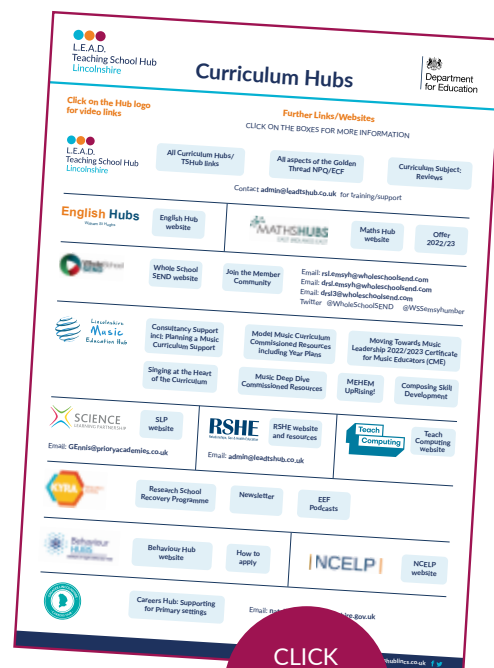 L.E.A.D.
Teaching School Hub
Lincolnshire
Curriculum Hubs
Department
for Education
Click on the Hub logo
for video links
Further Links/Websites
CLICK ON THE BOXES FOR MORE INFORMATION
L.E.A.D.
Teaching School Hub
Lincolnshire
All Curriculum Hubs/
TSHub links
All aspects of the Golden
Thread NPQ/ECF
Curriculum Subject:
Reviews
Contact admin@leadtshub.co.uk for training/support
English Hubs
English Hub
website
MATHSHUBS
EAST MIDLANDS EAST
Maths Hub
website
Offer
2022/23
Whole School
SEND website
Join the Member
Community
Email: rsl.emsyh@wholeschoolsend.com
Email: drsl.emsyh@wholeschoolsend.com
Email: drsl3@wholeschoolsend.com
Twitter @WholeSchoolSEND @WSSemsyhumber
Lincolnshire
Music
Education Hub
Consultancy Support
incl: Planning a Music
Curriculum Support
Model Music Curriculum
Commissioned Resources
including Year Plans
Moving Towards Music
Leadership 2022/2023 Certificate
for Music Educators (CME)
Singing at the Heart
of the Curriculum
Music Deep Dive
Commissioned Resources
MEHEM
UpRising!
Composing Skill
Development
SCIENCE
LEARNING PARTNERSHIP
SLP
website
Email: GEnnis@prioryacademies.co.uk
RSHE
RSHE website
and resources
Email: admin@leadtshub.co.uk
Teach
Computing
Teach
Computing
website
KYRA
Research School
Recovery Programme
Newsletter
EEF
Podcasts
Behaviour
HUBS
Behaviour Hub
website
How to
apply
NCELP
NCELP
website
Careers Hub: Supporting
for Primary settings
Email:
CLICK